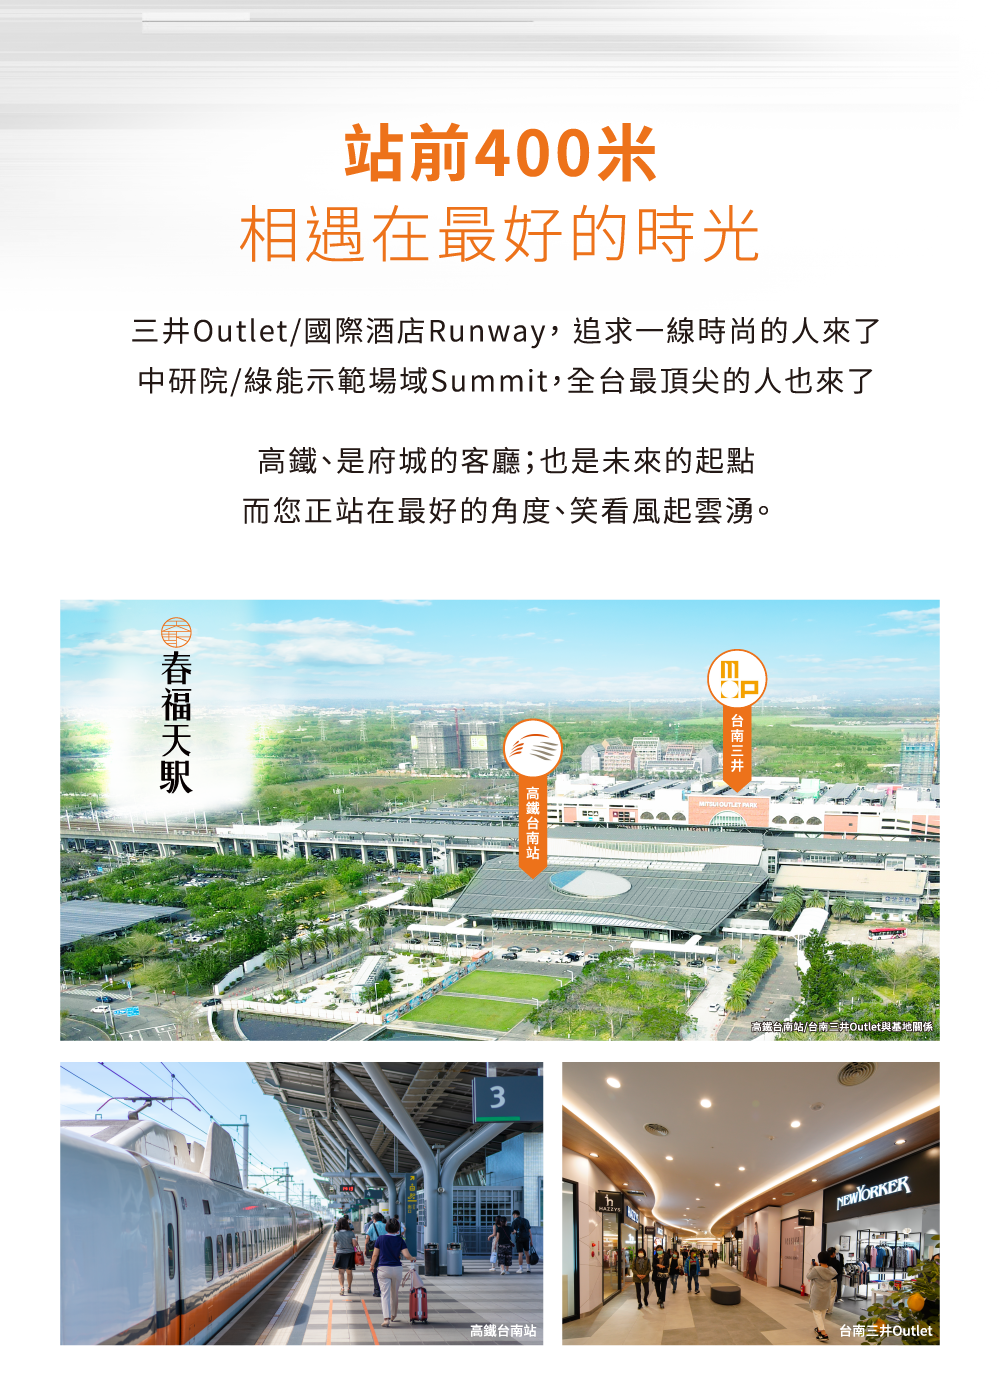 站前400米
相遇在最好的時光
三井Outlet/國際酒店Runway，追求一線時尚的人來了
中研院/綠能示範場域Summit，全台最頂尖的人也來了
高鐵、是府城的客廳；也是未來的起點
而您正站在最好的角度、笑看風起雲湧。
春福天駅
mop
台南三井
高鐵台南站
MITSUI OUTLET PARK
高鐵台南站/台南三井Outlet與基地關係
3
高鐵台南站
HAZZYS
NEWYORKER
台南三井Outlet